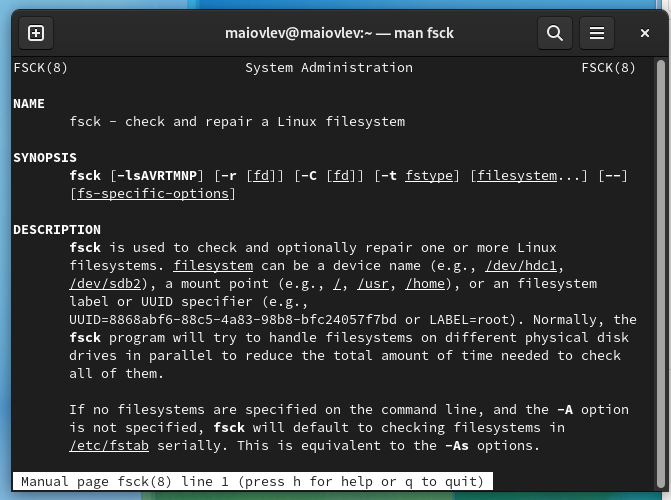 maiovlev@maiovlev:~ — man fsck
FSCK(8) System Administration FSCK(8)
NAME
fsck - check and repair a Linux filesystem
SYNOPSIS
fsck [-lsAVRTMNP] [-r [fd]] [-C [fd]] [-t fstype] [filesystem...] [--]
[fs-specific-options]
DESCRIPTION
fsck is used to check and optionally repair one or more Linux
filesystems. filesystem can be a device name (e.g., /dev/hdc1,
/dev/sdb2), a mount point (e.g., /, /usr, /home), or an filesystem
label or UUID specifier (e.g.,
UUID=8868abf6-88c5-4a83-98b8-bfc24057f7bd or LABEL=root). Normally, the
fsck program will try to handle filesystems on different physical disk
drives in parallel to reduce the total amount of time needed to check
all of them.
If no filesystems are specified on the command line, and the -A option
is not specified, fsck will default to checking filesystems in
/etc/fstab serially. This is equivalent to the -As options.
Manual page fsck(8) line 1 (press h for help or q to quit)